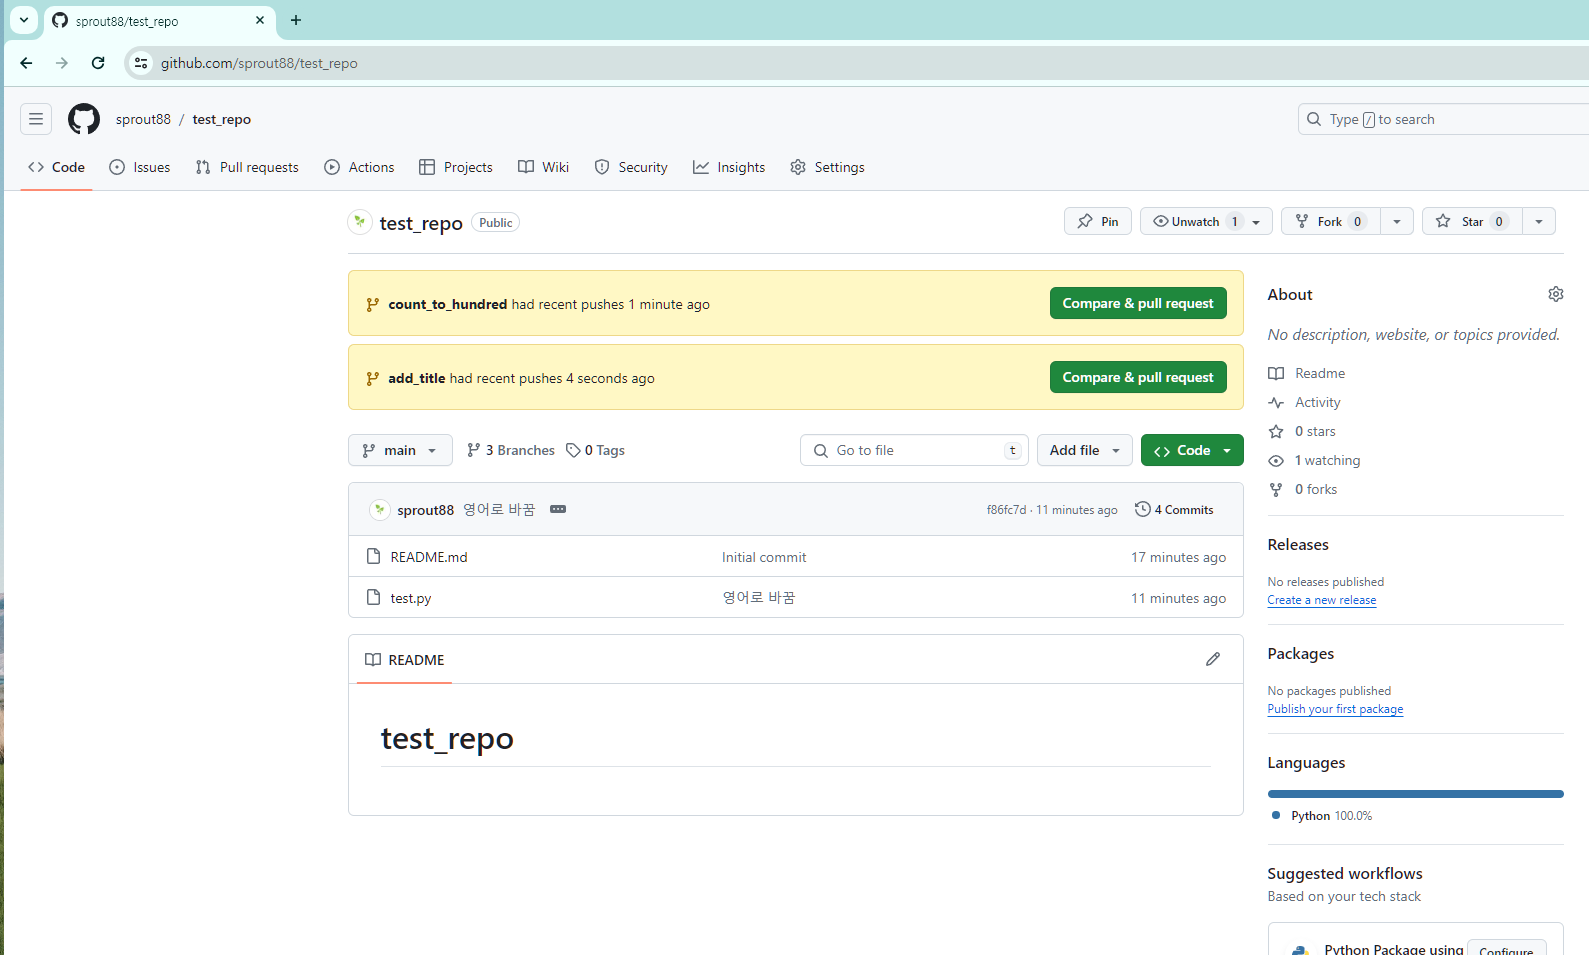 sprout88/test_repo
github.com/sprout88/test_repo
sprout88 / test_repo
Type / to search
Code Issues Pull requests Actions Projects Wiki Security Insights Settings
test_repo Public
Pin Unwatch 1 Fork 0 Star 0
count_to_hundred had recent pushes 1 minute ago
Compare & pull request
add_title had recent pushes 4 seconds ago
Compare & pull request
main 3 Branches 0 Tags
Go to file t Add file Code
sprout88 영어로 바꿈 f86fc7d · 11 minutes ago 4 Commits
README.md Initial commit 17 minutes ago
test.py 영어로 바꿈 11 minutes ago
README
test_repo
About
No description, website, or topics provided.
Readme
Activity
0 stars
1 watching
0 forks
Releases
No releases published
Create a new release
Packages
No packages published
Publish your first package
Languages
Python 100.0%
Suggested workflows
Based on your tech stack
Python Package using Configure